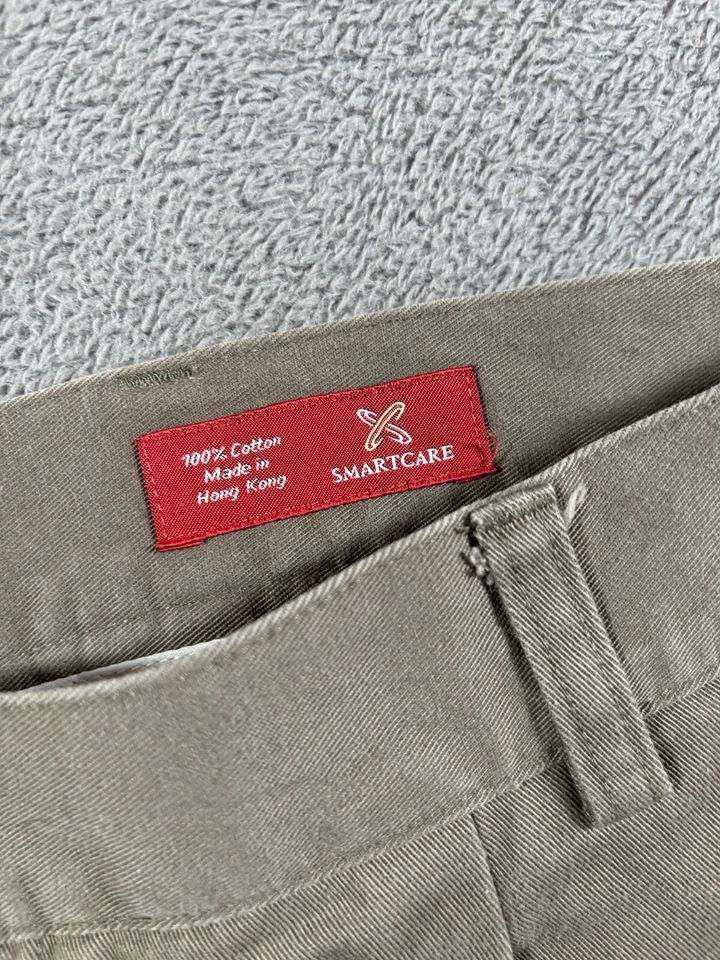 100% Cotton
Made in
Hong Kong
SMARTCARE